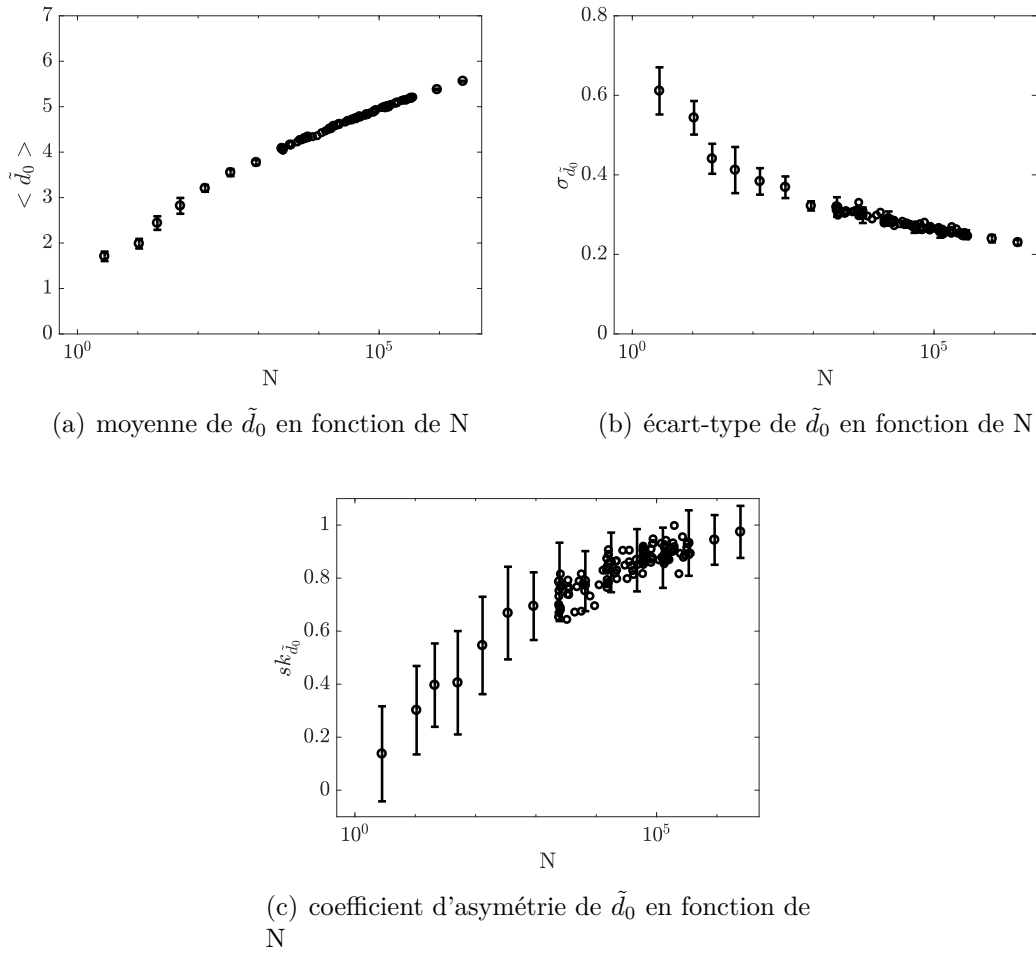 7
6
5
4
3
2
1
0
< d̃₀ >
10⁰
10⁵
N
(a) moyenne de d̃₀ en fonction de N
0.8
0.6
0.4
0.2
0
σ_d̃₀
10⁰
10⁵
N
(b) écart-type de d̃₀ en fonction de N
1
0.8
0.6
0.4
0.2
0
sk_d̃₀
10⁰
10⁵
N
(c) coefficient d'asymétrie de d̃₀ en fonction de
N